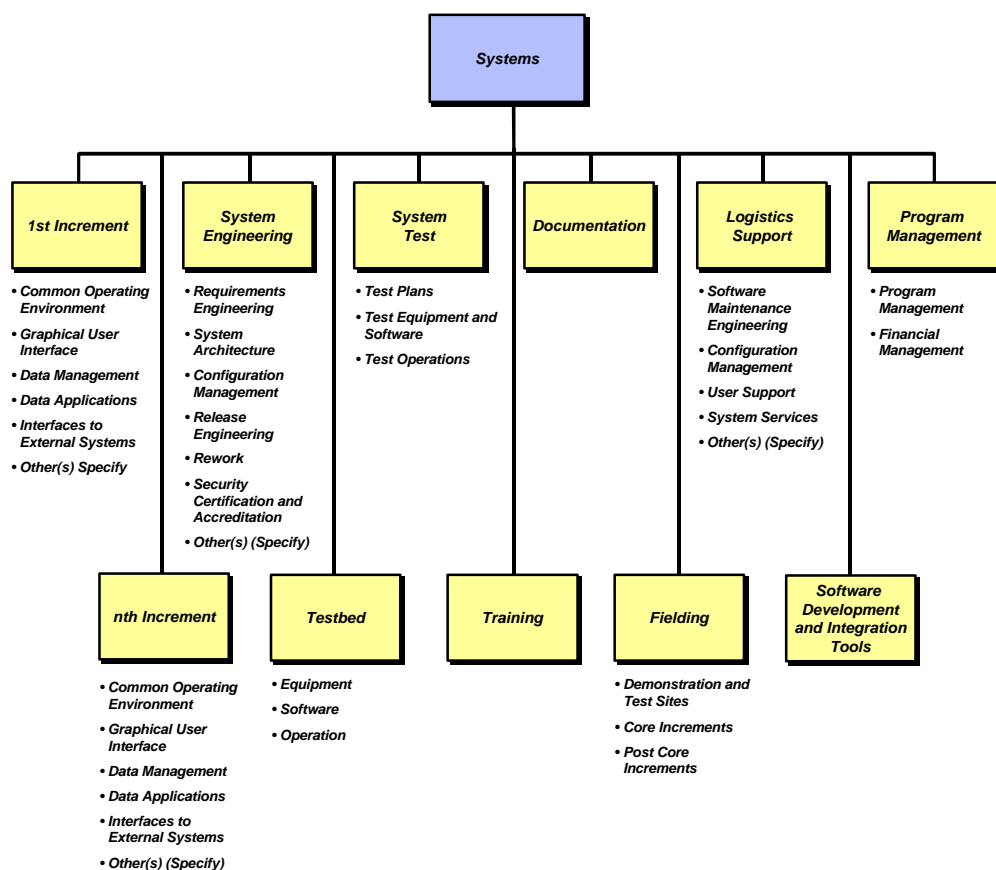 Systems
1st Increment
• Common Operating
Environment
• Graphical User
Interface
• Data Management
• Data Applications
• Interfaces to
External Systems
• Other(s) Specify
System
Engineering
• Requirements
Engineering
• System
Architecture
• Configuration
Management
• Release
Engineering
• Rework
• Security
Certification and
Accreditation
• Other(s) (Specify)
System
Test
• Test Plans
• Test Equipment and
Software
• Test Operations
Documentation
Logistics
Support
• Software
Maintenance
Engineering
• Configuration
Management
• User Support
• System Services
• Other(s) (Specify)
Program
Management
• Program
Management
• Financial
Management
nth Increment
• Common Operating
Environment
• Graphical User
Interface
• Data Management
• Data Applications
• Interfaces to
External Systems
• Other(s) (Specify)
Testbed
• Equipment
• Software
• Operation
Training
Fielding
• Demonstration and
Test Sites
• Core Increments
• Post Core
Increments
Software
Development
and Integration
Tools